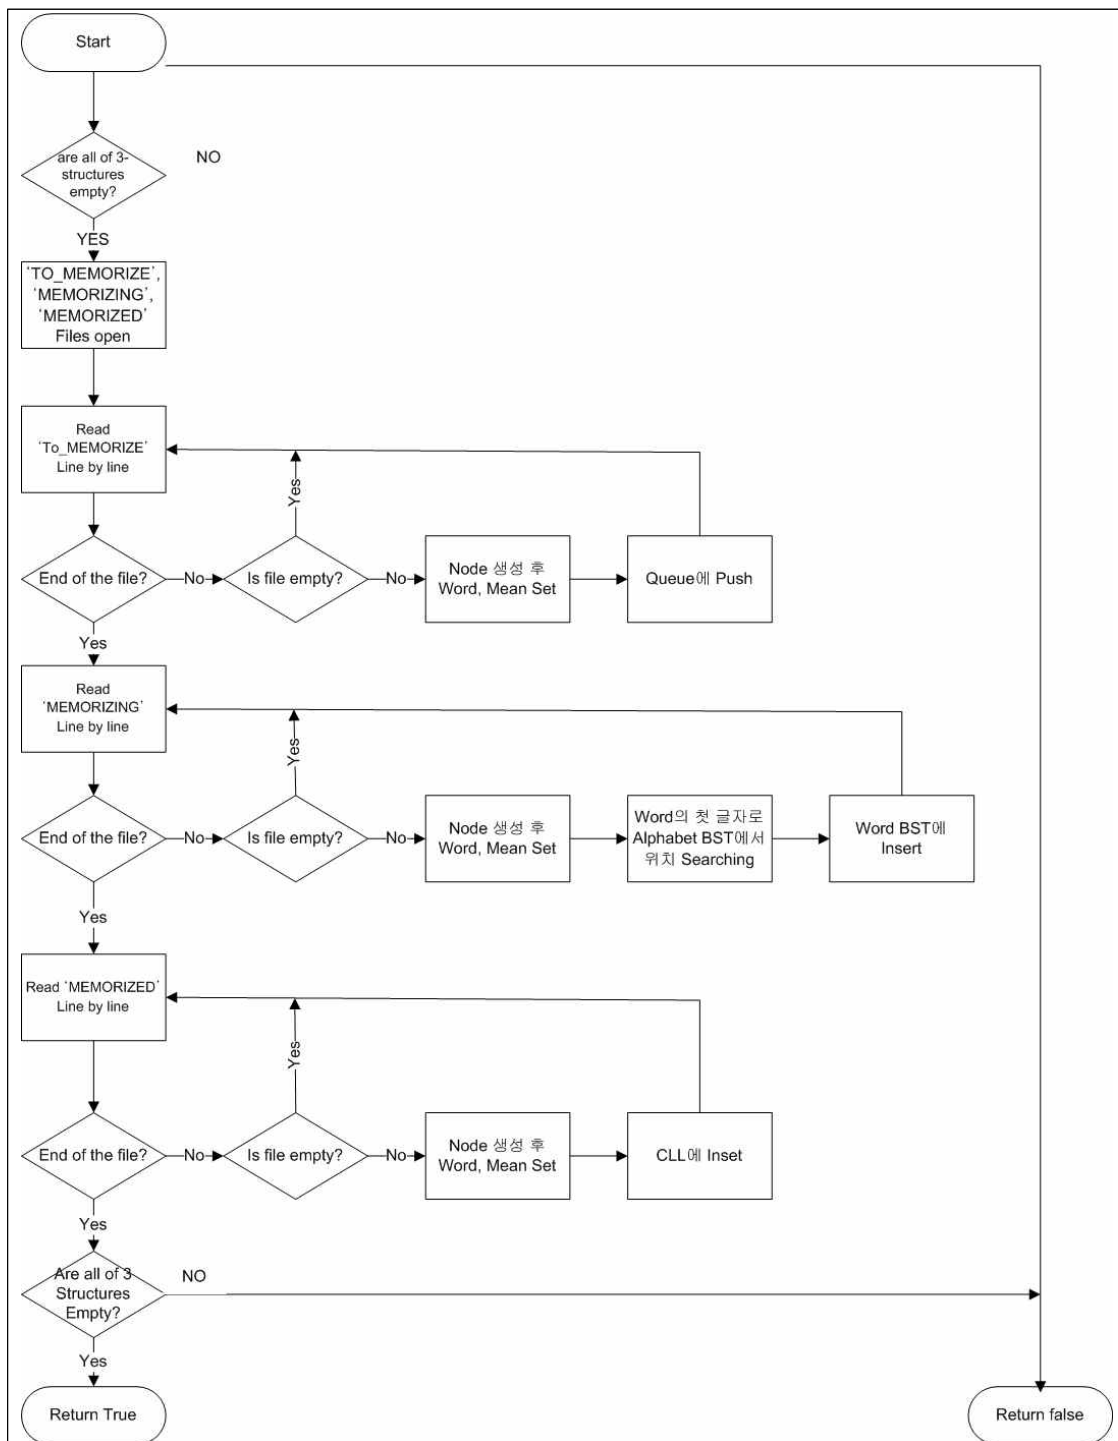 Start
are all of 3-
structures
empty?
NO
YES
‘TO_MEMORIZE’,
‘MEMORIZING’,
‘MEMORIZED’
Files open
Read
‘To_MEMORIZE’
Line by line
Yes
End of the file?
No
Is file empty?
No
Node 생성 후
Word, Mean Set
Queue에 Push
Yes
Read
‘MEMORIZING’
Line by line
Yes
End of the file?
No
Is file empty?
No
Node 생성 후
Word, Mean Set
Word의 첫 글자로
Alphabet BST에서
위치 Searching
Word BST에
Insert
Yes
Read ‘MEMORIZED’
Line by line
Yes
End of the file?
No
Is file empty?
No
Node 생성 후
Word, Mean Set
CLL에 Inset
Yes
Are all of 3
Structures
Empty?
NO
Yes
Return True
Return false